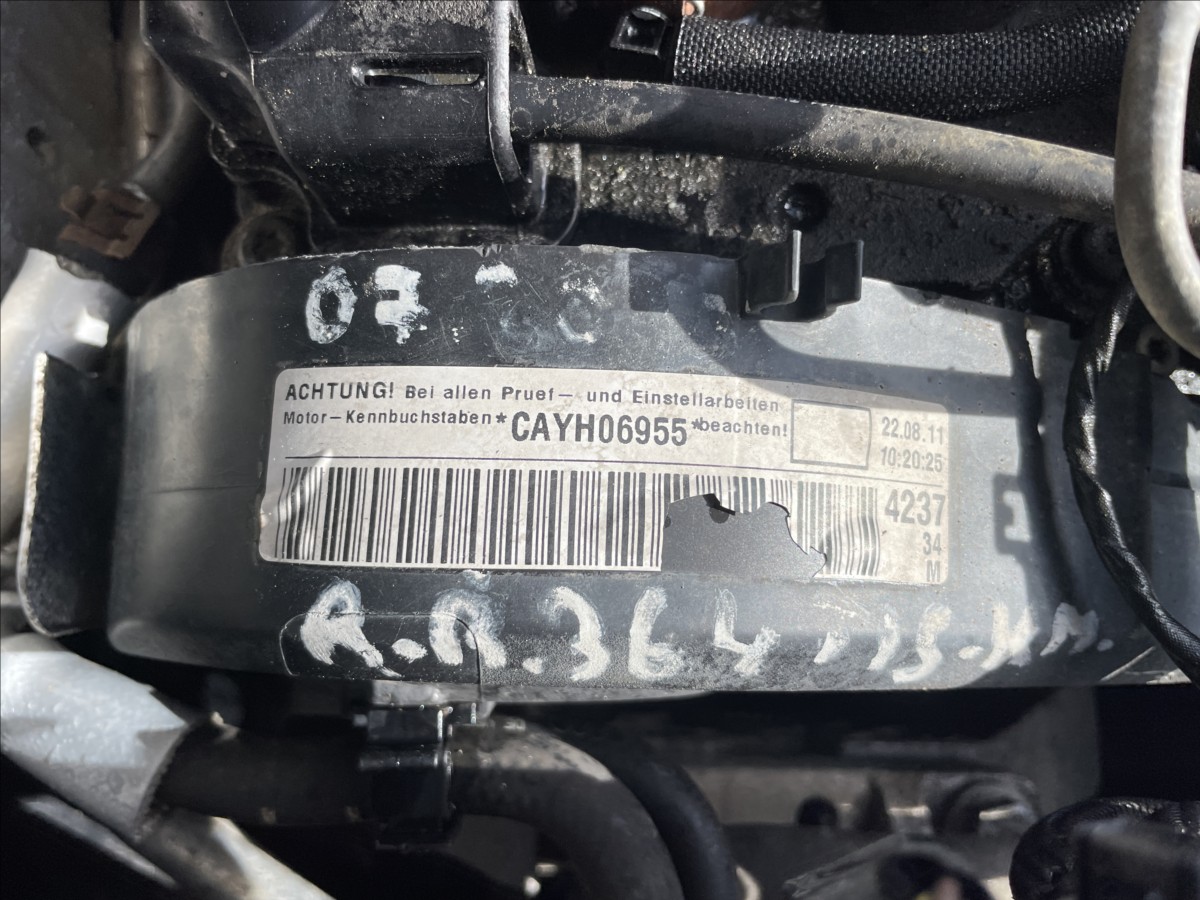 07
ACHTUNG! Bei allen Pruef- und Einstellarbeiten
Motor-Kennbuchstaben *CAYH06955* beachten!
22.08.11
10:20:25
4237
34
M
364